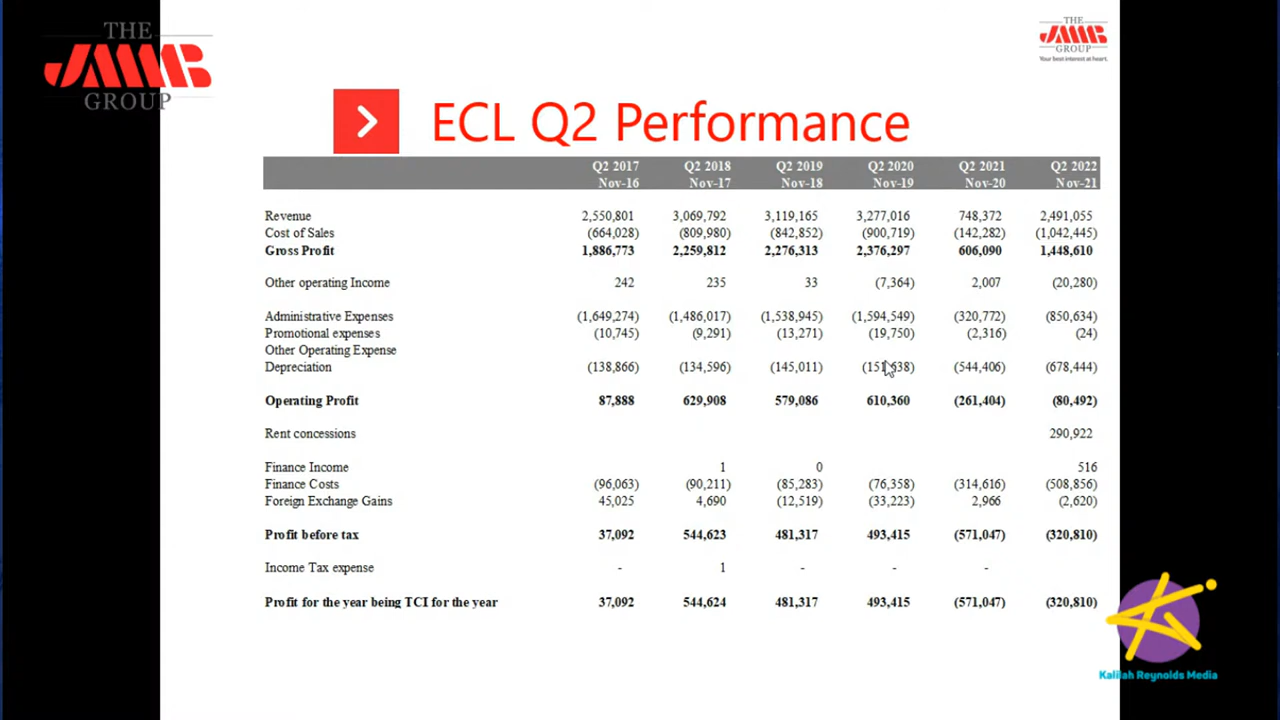 THE
JMMB
GROUP
THE
JMMB
GROUP
Your best interest at heart.
ECL Q2 Performance
Q2 2017 Q2 2018 Q2 2019 Q2 2020 Q2 2021 Q2 2022
Nov-16 Nov-17 Nov-18 Nov-19 Nov-20 Nov-21
Revenue 2,550,801 3,069,792 3,119,165 3,277,016 748,372 2,491,055
Cost of Sales (664,028) (809,980) (842,852) (900,719) (142,282) (1,042,445)
Gross Profit 1,886,773 2,259,812 2,276,313 2,376,297 606,090 1,448,610
Other operating Income 242 235 33 (7,364) 2,007 (20,280)
Administrative Expenses (1,649,274) (1,486,017) (1,538,945) (1,594,549) (320,772) (850,634)
Promotional expenses (10,745) (9,291) (13,271) (19,750) (2,316) (24)
Other Operating Expense
Depreciation (138,866) (134,596) (145,011) (544,406) (678,444)
Operating Profit 87,888 629,908 579,086 610,360 (261,404) (80,492)
Rent concessions 290,922
Finance Income 1 0 516
Finance Costs (96,063) (90,211) (85,283) (76,358) (314,616) (508,856)
Foreign Exchange Gains 45,025 4,690 (12,519) (33,223) 2,966 (2,620)
Profit before tax 37,092 544,623 481,317 493,415 (571,047) (320,810)
Income Tax expense - 1 - - -
Profit for the year being TCI for the year 37,092 544,624 481,317 493,415 (571,047) (320,810)
Kalilah Reynolds Media